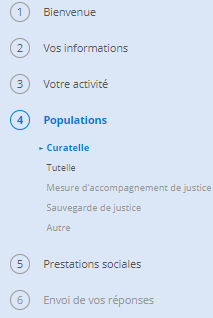 1 Bienvenue
2 Vos informations
3 Votre activité
4 Populations
Curatelle
Tutelle
Mesure d'accompagnement de justice
Sauvegarde de justice
Autre
5 Prestations sociales
6 Envoi de vos réponses